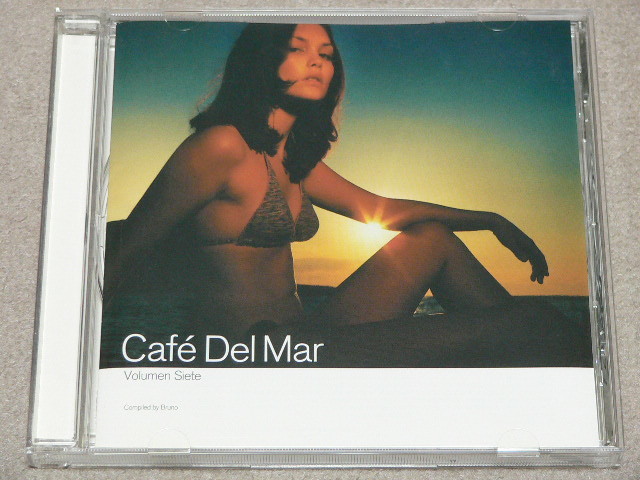 Café Del Mar
Volumen Siete
Compiled by Bruno